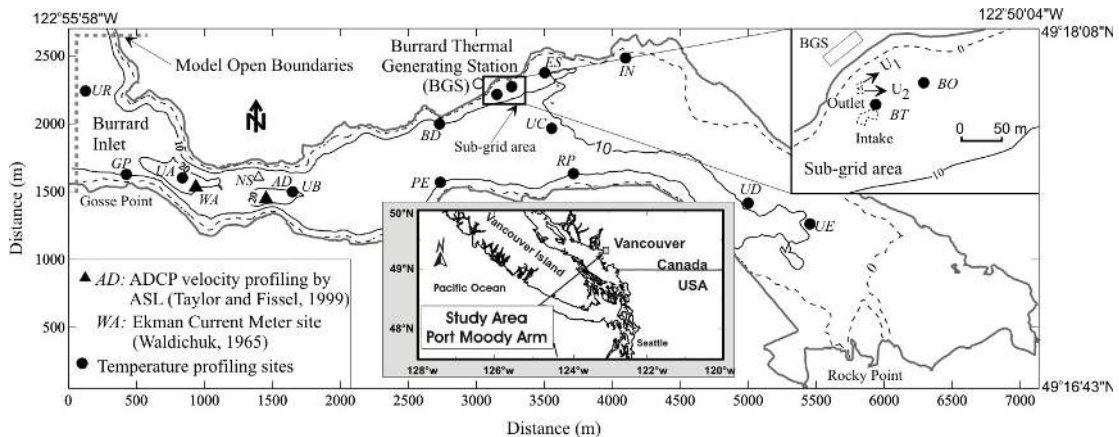 122°55'58"W
122°50'04"W
2500
2000
1500
1000
500
0
Distance (m)
Model Open Boundaries
UR
Burrard
Inlet
GP
UA
WA
Gosse Point
N
10
20
NS
AD
UB
20
BD
Burrard Thermal
Generating Station
(BGS)
ES
IN
UC
Sub-grid area
10
PE
RP
UD
UE
0
Rocky Point
BGS
0
U1
Outlet
U2
BO
BT
Intake
0 50 m
Sub-grid area
10
49°18'08"N
49°16'43"N
AD: ADCP velocity profiling by
ASL (Taylor and Fissel, 1999)
WA: Ekman Current Meter site
(Waldichuk, 1965)
Temperature profiling sites
50°N
49°N
48°N
N
Vancouver Island
Vancouver
Canada
USA
Pacific Ocean
Study Area
Port Moody Arm
Seattle
128°W 126°W 124°W 122°W 120°W
0 500 1000 1500 2000 2500 3000 3500 4000 4500 5000 5500 6000 6500 7000
Distance (m)